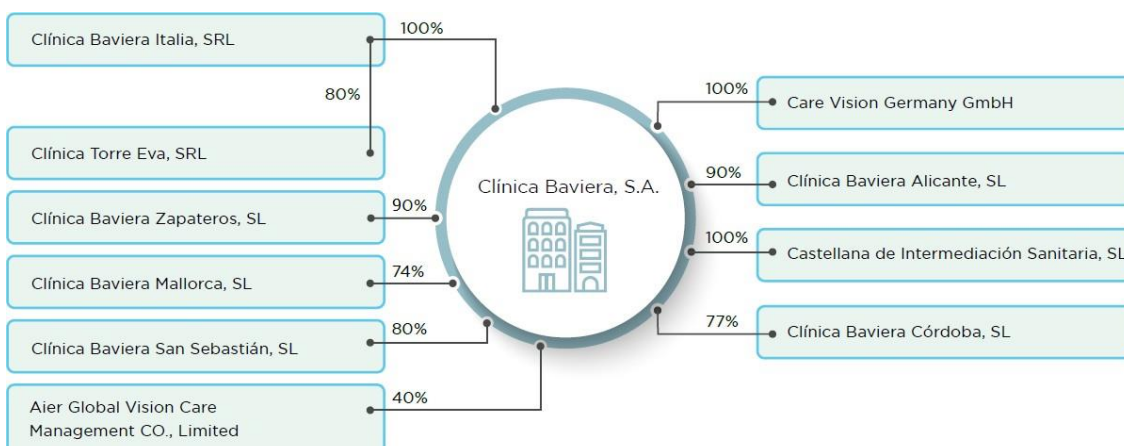 Clínica Baviera Italia, SRL
100%
80%
Clínica Torre Eva, SRL
Clínica Baviera Zapateros, SL
90%
Clínica Baviera Mallorca, SL
74%
Clínica Baviera San Sebastián, SL
80%
Aier Global Vision Care
Management CO., Limited
40%
Clínica Baviera, S.A.
100%
Care Vision Germany GmbH
90%
Clínica Baviera Alicante, SL
100%
Castellana de Intermediación Sanitaria, SL
77%
Clínica Baviera Córdoba, SL